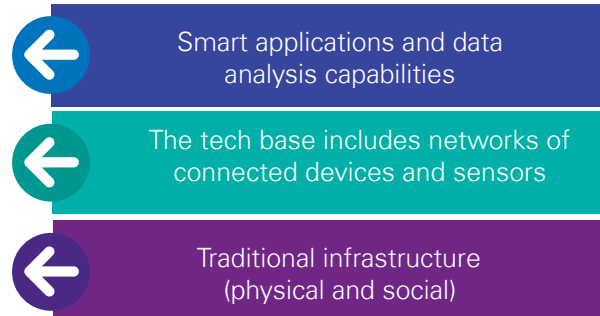 Smart applications and data
analysis capabilities
The tech base includes networks of
connected devices and sensors
Traditional infrastructure
(physical and social)